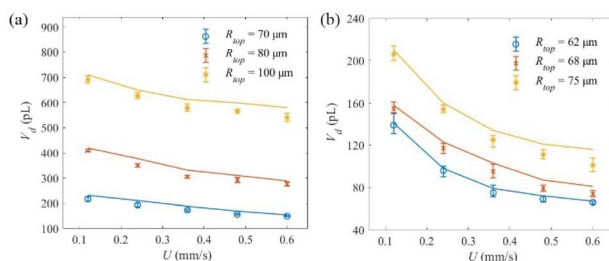 (a)
R_top = 70 μm
R_top = 80 μm
R_top = 100 μm
V_d (pL)
900
800
700
600
500
400
300
200
100
0.1 0.2 0.3 0.4 0.5 0.6
U (mm/s)
(b)
R_top = 62 μm
R_top = 68 μm
R_top = 75 μm
V_d (pL)
240
200
160
120
80
40
0.1 0.2 0.3 0.4 0.5 0.6
U (mm/s)